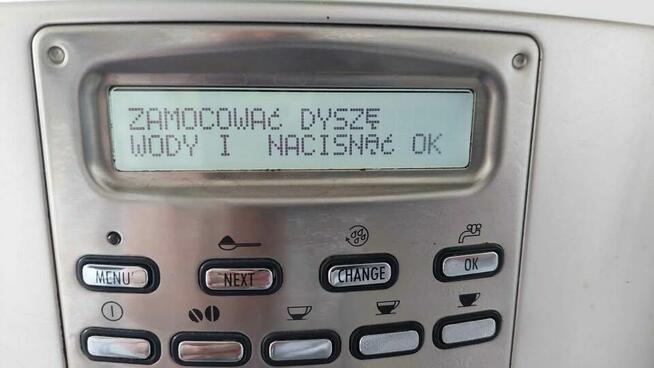 ZAMOCOWAć DYSZĘ
WODY I NACISNąć OK
MENU
NEXT
CHANGE
OK